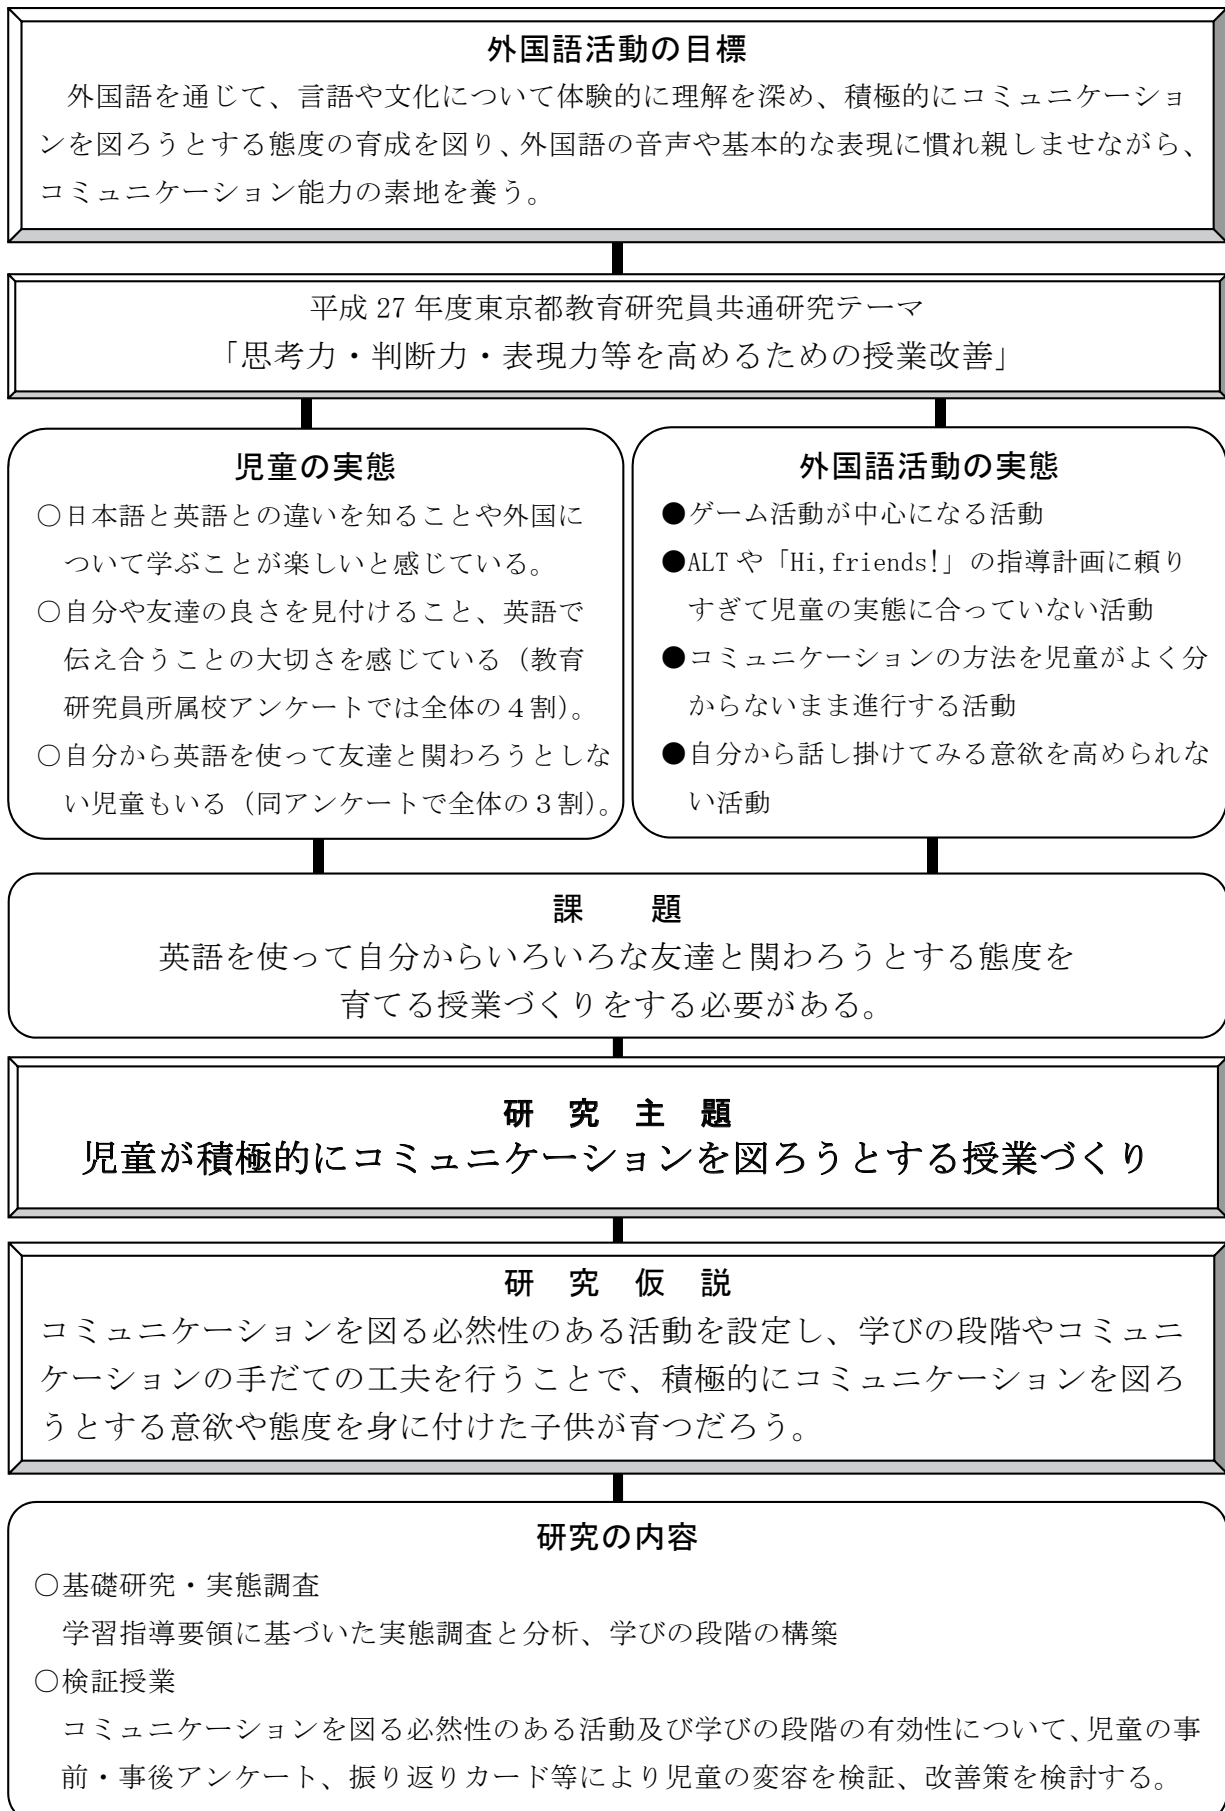 外国語活動の目標
外国語を通じて、言語や文化について体験的に理解を深め、積極的にコミュニケーショ
ンを図ろうとする態度の育成を図り、外国語の音声や基本的な表現に慣れ親しませながら、
コミュニケーション能力の素地を養う。
平成 27 年度東京都教育研究員共通研究テーマ
「思考力・判断力・表現力等を高めるための授業改善」
児童の実態
○日本語と英語との違いを知ることや外国に
ついて学ぶことが楽しいと感じている。
○自分や友達の良さを見付けること、英語で
伝え合うことの大切さを感じている（教育
研究員所属校アンケートでは全体の４割）。
○自分から英語を使って友達と関わろうとしな
い児童もいる（同アンケートで全体の３割）。
外国語活動の実態
●ゲーム活動が中心になる活動
●ALT や「Hi,friends!」の指導計画に頼り
すぎて児童の実態に合っていない活動
●コミュニケーションの方法を児童がよく分
からないまま進行する活動
●自分から話し掛けてみる意欲を高められな
い活動
課　題
英語を使って自分からいろいろな友達と関わろうとする態度を
育てる授業づくりをする必要がある。
研 究 主 題
児童が積極的にコミュニケーションを図ろうとする授業づくり
研 究 仮 説
コミュニケーションを図る必然性のある活動を設定し、学びの段階やコミュニ
ケーションの手だての工夫を行うことで、積極的にコミュニケーションを図ろ
うとする意欲や態度を身に付けた子供が育つだろう。
研究の内容
○基礎研究・実態調査
学習指導要領に基づいた実態調査と分析、学びの段階の構築
○検証授業
コミュニケーションを図る必然性のある活動及び学びの段階の有効性について、児童の事
前・事後アンケート、振り返りカード等により児童の変容を検証、改善策を検討する。